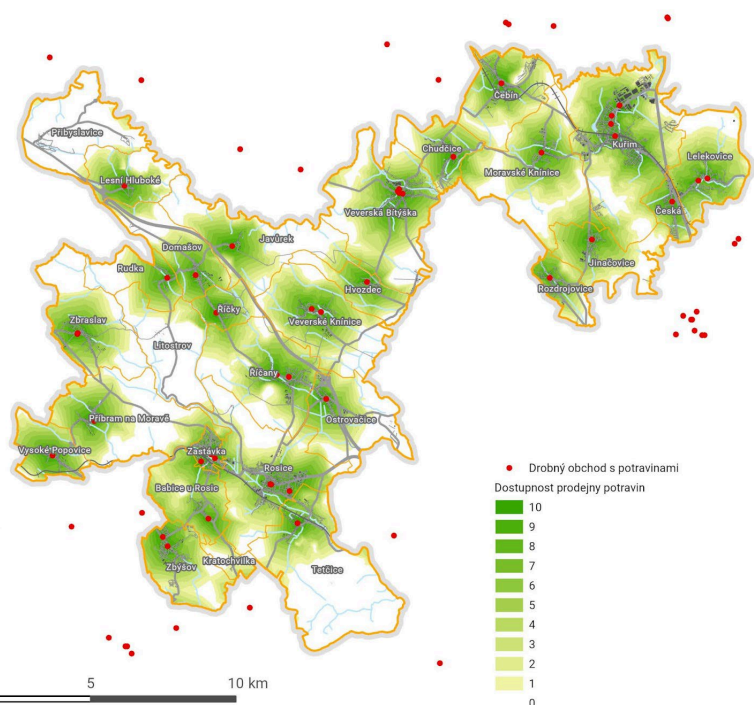 Čebín
Přibyslavice
Chudčice
Kuřim
Lelekovice
Lesní Hluboké
Moravské Knínice
Veverská Bítýška
Česká
Domašov
Javůrek
Jinačovice
Rudka
Hvozdec
Rozdrojovice
Zbraslav
Říčky
Veverské Knínice
Litostrov
Říčany
Příbram na Moravě
Ostrovačice
Vysoké Popovice
Zastávka
Rosice
Babice u Rosic
Zbýšov
Kratochvilka
Tetčice
Drobný obchod s potravinami
Dostupnost prodejny potravin
10
9
8
7
6
5
4
3
2
1
0
5
10 km